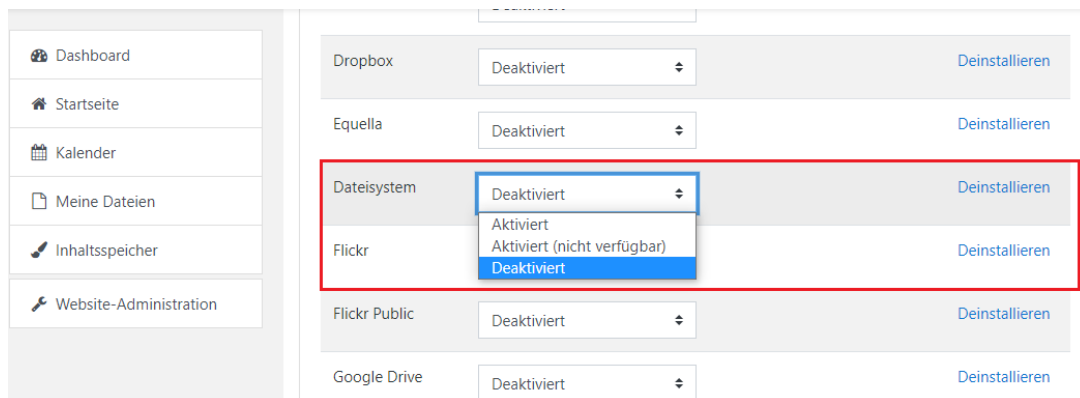 Dashboard
Startseite
Kalender
Meine Dateien
Inhaltsspeicher
Website-Administration
Dropbox Deaktiviert Deinstallieren
Equella Deaktiviert Deinstallieren
Dateisystem Deaktiviert Deinstallieren
Aktiviert
Aktiviert (nicht verfügbar)
Deaktiviert
Flickr Deinstallieren
Flickr Public Deaktiviert Deinstallieren
Google Drive Deaktiviert Deinstallieren